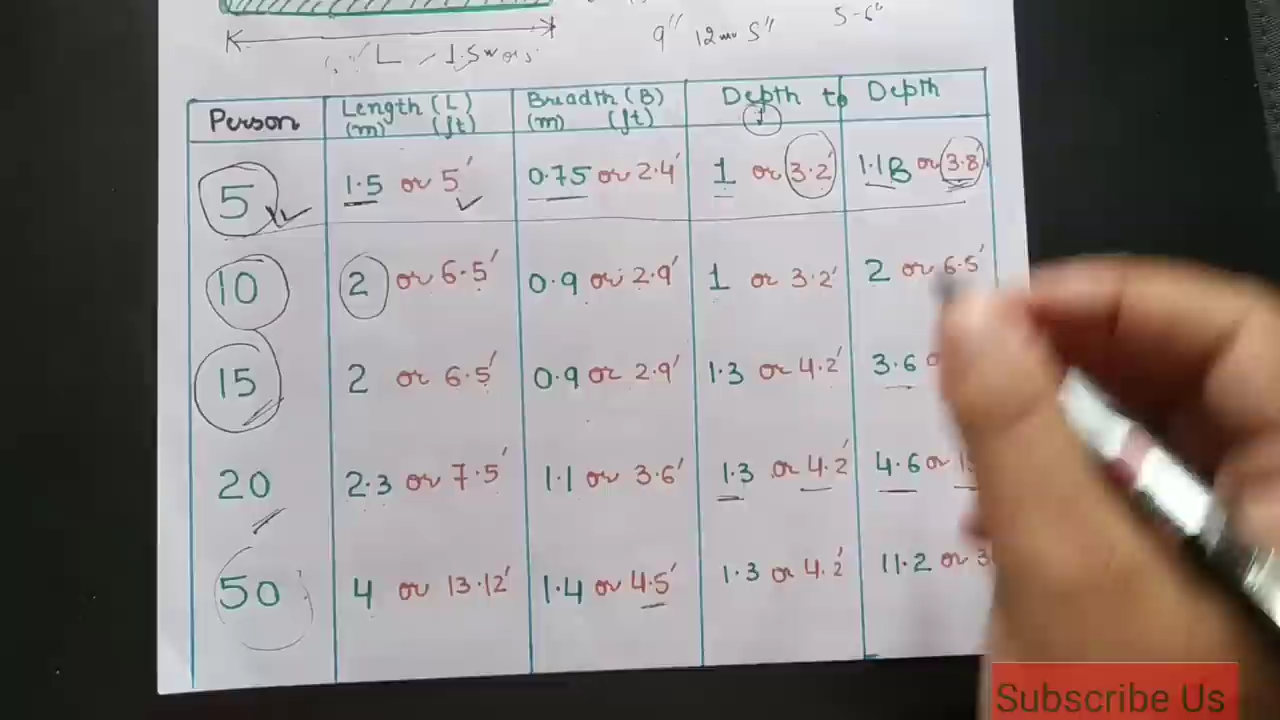 9" 12mm 5" 5-6"
L
Person Length (L) Breadth (B) Depth to Depth
(m) (ft) (m) (ft)
5 1.5 or 5' 0.75 or 2.4' 1 or 3.2' 1.18 or 3.8'
10 2 or 6.5' 0.9 or 2.9' 1 or 3.2' 2 or 6.5'
15 2 or 6.5' 0.9 or 2.9' 1.3 or 4.2' 3.6
20 2.3 or 7.5' 1.1 or 3.6' 1.3 or 4.2' 4.6 or
50 4 or 13.12' 1.4 or 4.5' 1.3 or 4.2' 11.2 or 3
Subscribe Us